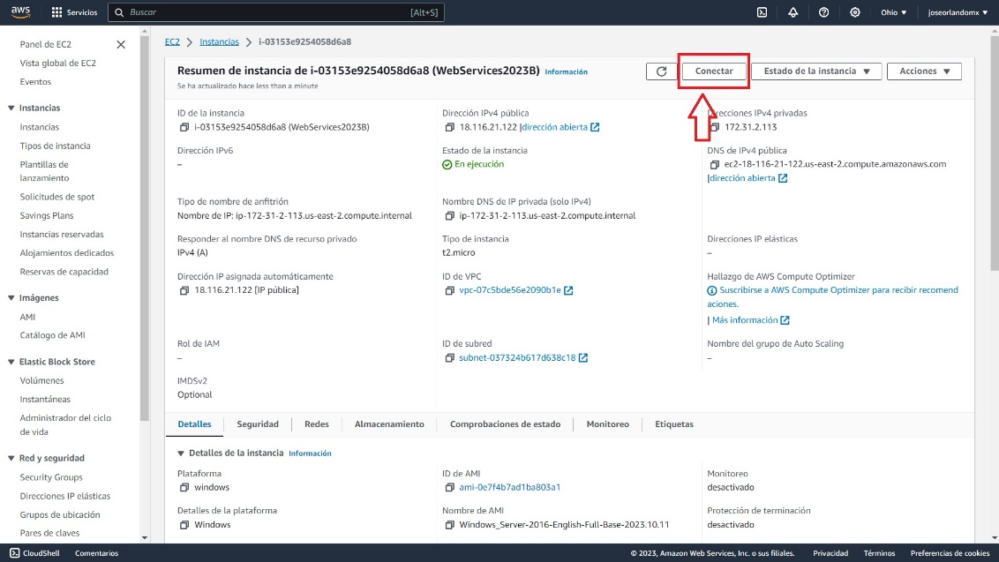 aws
Servicios
Buscar
[Alt+S]
Ohio ▼
joseorlandomx ▼
Panel de EC2
Vista global de EC2
Eventos
Instancias
Instancias
Tipos de instancia
Plantillas de
lanzamiento
Solicitudes de spot
Savings Plans
Instancias reservadas
Alojamientos dedicados
Reservas de capacidad
Imágenes
AMI
Catálogo de AMI
Elastic Block Store
Volúmenes
Instantáneas
Administrador del ciclo
de vida
Red y seguridad
Security Groups
Direcciones IP elásticas
Grupos de ubicación
Pares de claves
EC2 > Instancias > i-03153e9254058d6a8
Resumen de instancia de i-03153e9254058d6a8 (WebServices2023B) Información
Se ha actualizado hace less than a minute
Conectar
Estado de la instancia ▼
Acciones ▼
ID de la instancia
i-03153e9254058d6a8 (WebServices2023B)
Dirección IPv4 pública
18.116.21.122 |dirección abierta
Direcciones IPv4 privadas
172.31.2.113
Dirección IPv6
–
Estado de la instancia
En ejecución
DNS de IPv4 pública
ec2-18-116-21-122.us-east-2.compute.amazonaws.com
|dirección abierta
Tipo de nombre de anfitrión
Nombre de IP: ip-172-31-2-113.us-east-2.compute.internal
Nombre DNS de IP privada (solo IPv4)
ip-172-31-2-113.us-east-2.compute.internal
Responder al nombre DNS de recurso privado
IPv4 (A)
Tipo de instancia
t2.micro
Direcciones IP elásticas
–
Dirección IP asignada automáticamente
18.116.21.122 [IP pública]
ID de VPC
vpc-07c5bde56e2090b1e
Hallazgo de AWS Compute Optimizer
Suscribirse a AWS Compute Optimizer para recibir recomend
aciones.
| Más información
Rol de IAM
–
ID de subred
subnet-037324b617d638c18
Nombre del grupo de Auto Scaling
–
IMDSv2
Optional
Detalles
Seguridad
Redes
Almacenamiento
Comprobaciones de estado
Monitoreo
Etiquetas
Detalles de la instancia Información
Plataforma
windows
ID de AMI
ami-0e7f4b7ad1ba803a1
Monitoreo
desactivado
Detalles de la plataforma
Windows
Nombre de AMI
Windows_Server-2016-English-Full-Base-2023.10.11
Protección de terminación
desactivado
CloudShell
Comentarios
© 2023, Amazon Web Services, Inc. o sus filiales.
Privacidad
Términos
Preferencias de cookies